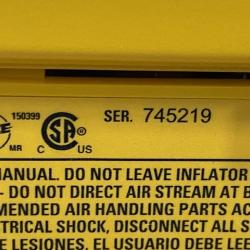 150399
SER. 745219
SA
®
C US
MR
MANUAL. DO NOT LEAVE INFLATOR
- DO NOT DIRECT AIR STREAM AT B
MENDED AIR HANDLING PARTS AC
TRICAL SHOCK, DISCONNECT ALL S
E LESIONES, EL USUARIO DEBE L